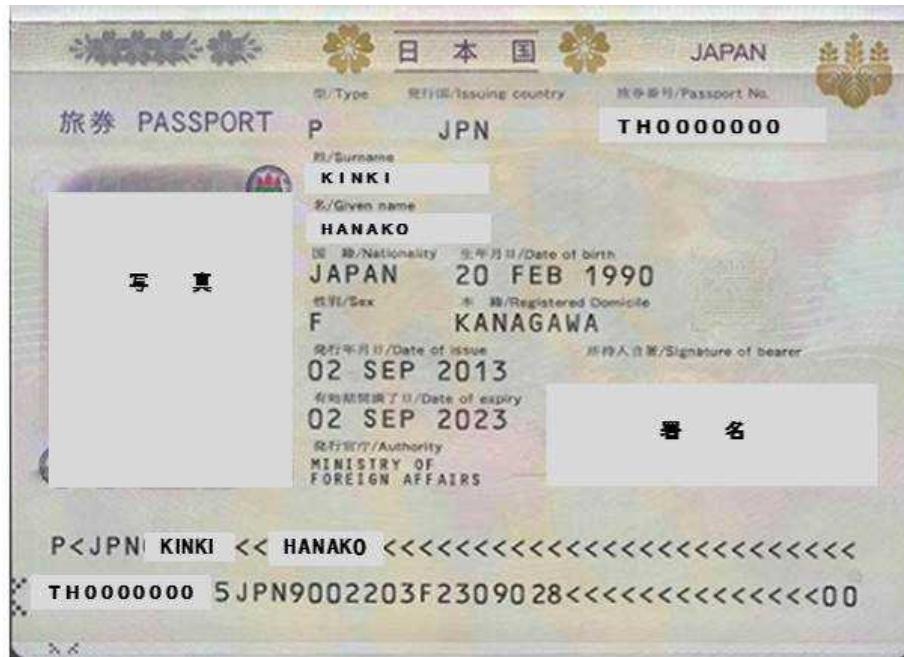 日本国 JAPAN
旅券 PASSPORT
型/Type 発行国/Issuing country 旅券番号/Passport No.
P JPN TH0000000
姓/Surname
KINKI
名/Given name
HANAKO
国 籍/Nationality 生年月日/Date of birth
JAPAN 20 FEB 1990
性別/Sex 本 籍/Registered Domicile
F KANAGAWA
発行年月日/Date of issue 所持人自署/Signature of bearer
02 SEP 2013
有効期間満了日/Date of expiry
02 SEP 2023
発行官庁/Authority
MINISTRY OF
FOREIGN AFFAIRS
写 真
署 名
P<JPN KINKI << HANAKO <<<<<<<<<<<<<<<<<<<<<<<<<<<<
TH0000000 5JPN9002203F2309028<<<<<<<<<<<<<<00